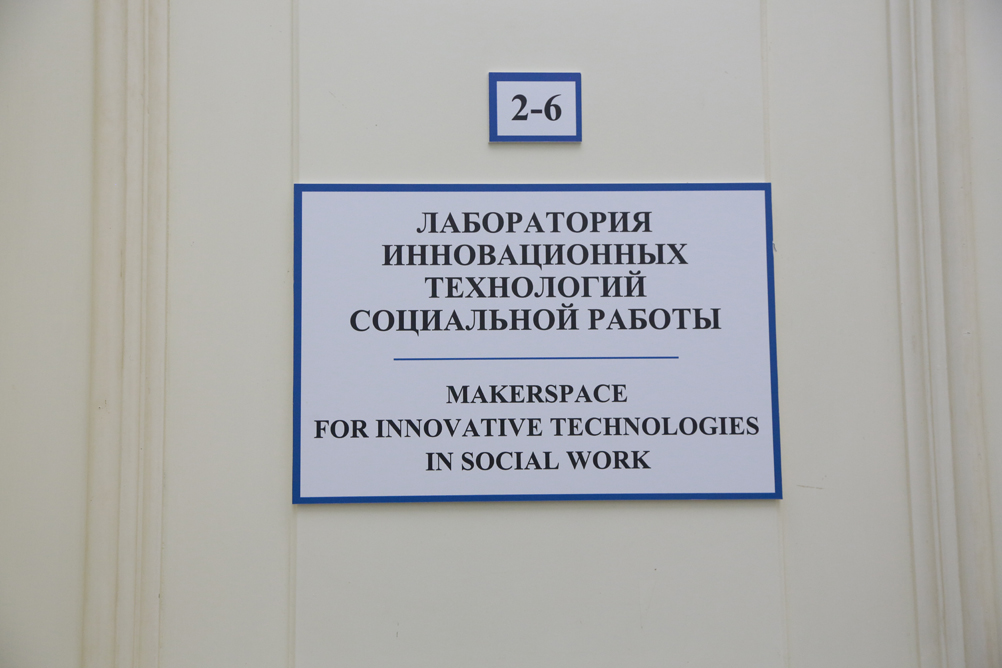 2-6
ЛАБОРАТОРИЯ
ИННОВАЦИОННЫХ
ТЕХНОЛОГИЙ
СОЦИАЛЬНОЙ РАБОТЫ
MAKERSPACE
FOR INNOVATIVE TECHNOLOGIES
IN SOCIAL WORK